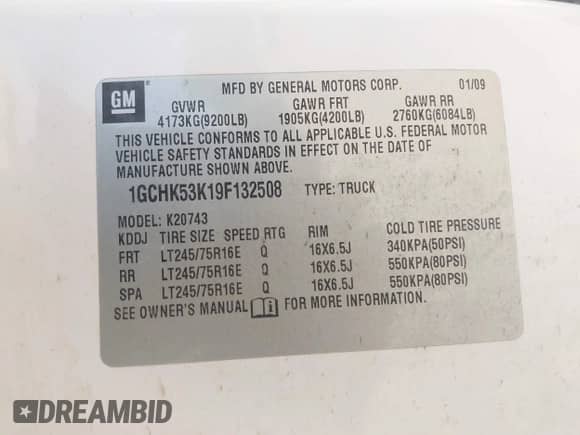 GM
MFD BY GENERAL MOTORS CORP. 01/09
GVWR GAWR FRT GAWR RR
4173KG(9200LB) 1905KG(4200LB) 2760KG(6084LB)
THIS VEHICLE CONFORMS TO ALL APPLICABLE U.S. FEDERAL MOTOR
VEHICLE SAFETY STANDARDS IN EFFECT ON THE DATE OF
MANUFACTURE SHOWN ABOVE.
1GCHK53K19F132508 TYPE: TRUCK
MODEL: K20743
KDDJ TIRE SIZE SPEED RTG RIM COLD TIRE PRESSURE
FRT LT245/75R16E Q 16X6.5J 340KPA(50PSI)
RR LT245/75R16E Q 16X6.5J 550KPA(80PSI)
SPA LT245/75R16E Q 16X6.5J 550KPA(80PSI)
SEE OWNER'S MANUAL FOR MORE INFORMATION.
DREAMBID